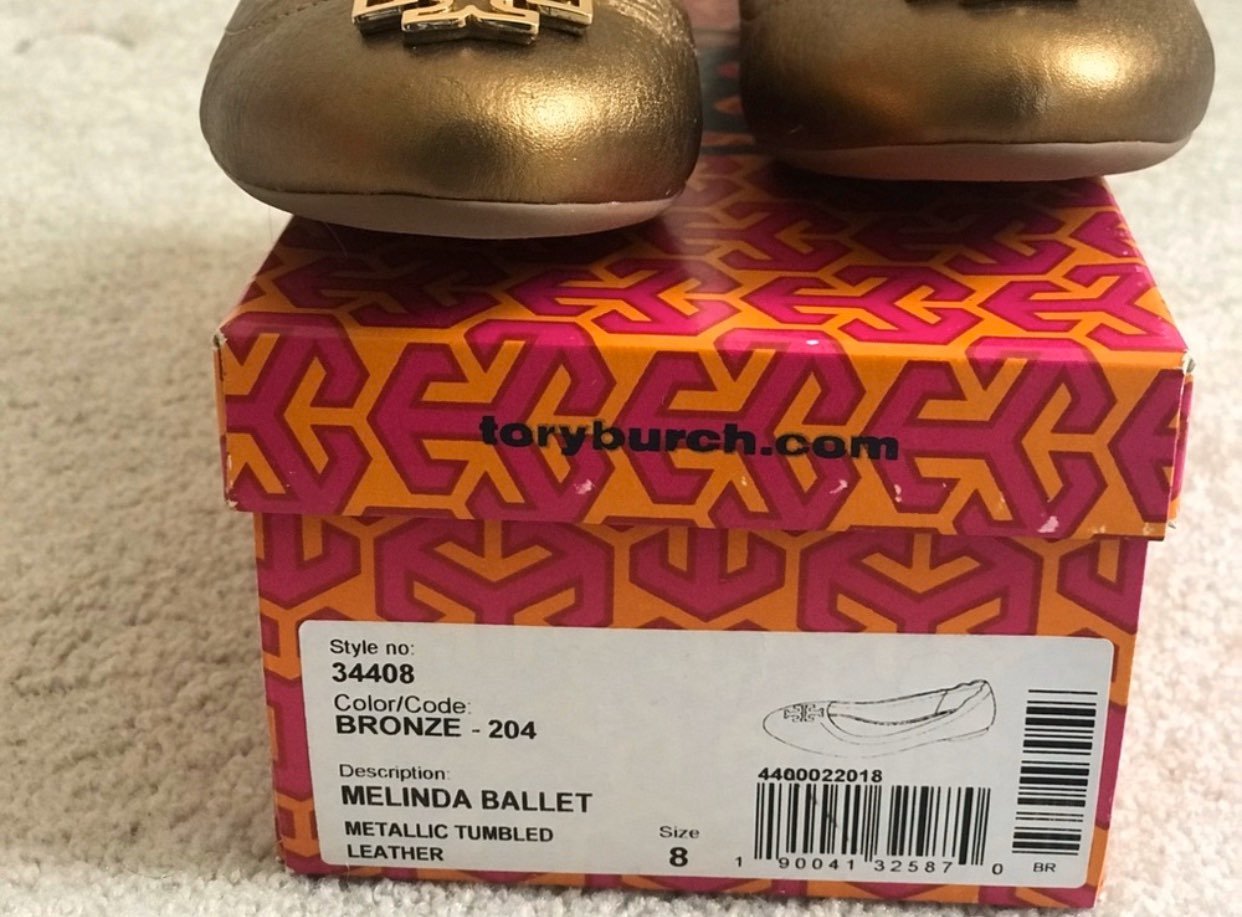 toryburch.com
Style no:
34408
Color/Code:
BRONZE - 204
Description:
MELINDA BALLET
METALLIC TUMBLED
LEATHER
Size
8
4400022018
1 90041 32587 0
BR